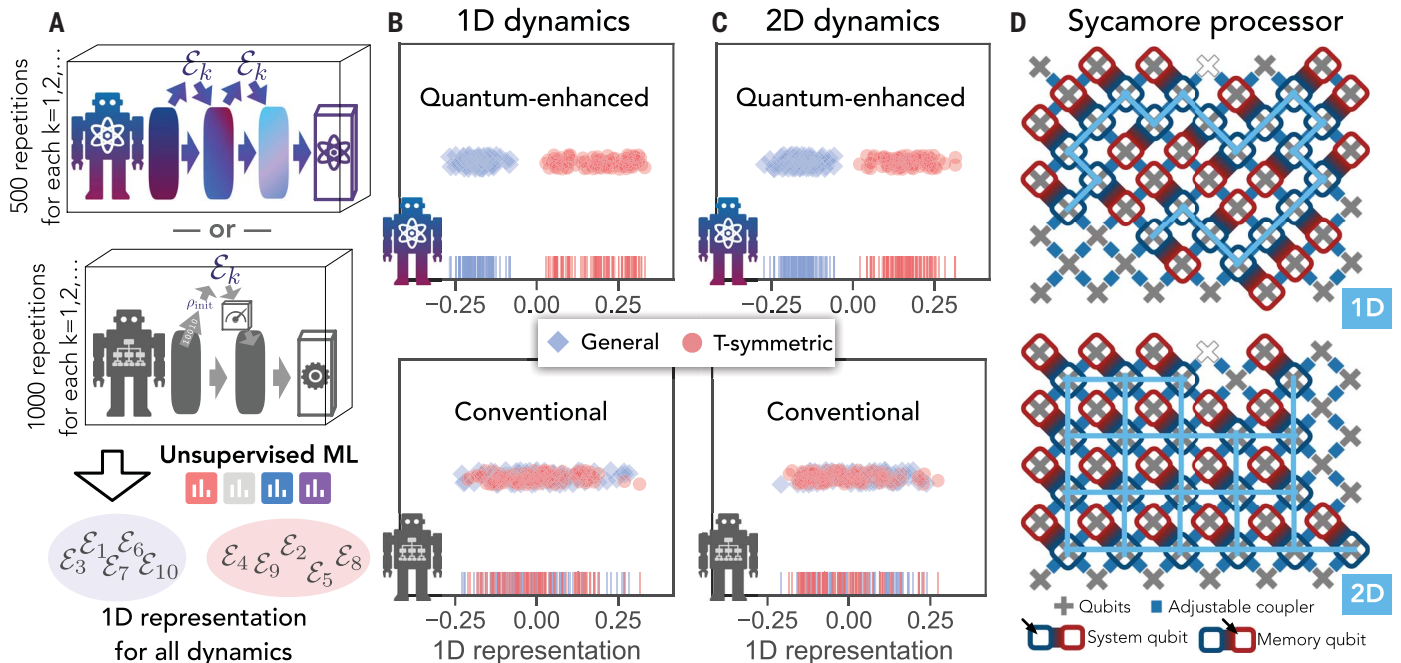 A
500 repetitions
for each k=1,2,...
ℰk ℰk
— or —
1000 repetitions
for each k=1,2,...
ℰk
ρinit
10010
Unsupervised ML
ℰ1 ℰ6
ℰ3 ℰ7 ℰ10
ℰ2
ℰ4 ℰ9 ℰ5 ℰ8
1D representation
for all dynamics
B 1D dynamics
Quantum-enhanced
−0.25 0.00 0.25
C 2D dynamics
Quantum-enhanced
−0.25 0.00 0.25
General T-symmetric
Conventional
−0.25 0.00 0.25
1D representation
Conventional
−0.25 0.00 0.25
1D representation
D Sycamore processor
1D
2D
Qubits Adjustable coupler
System qubit Memory qubit